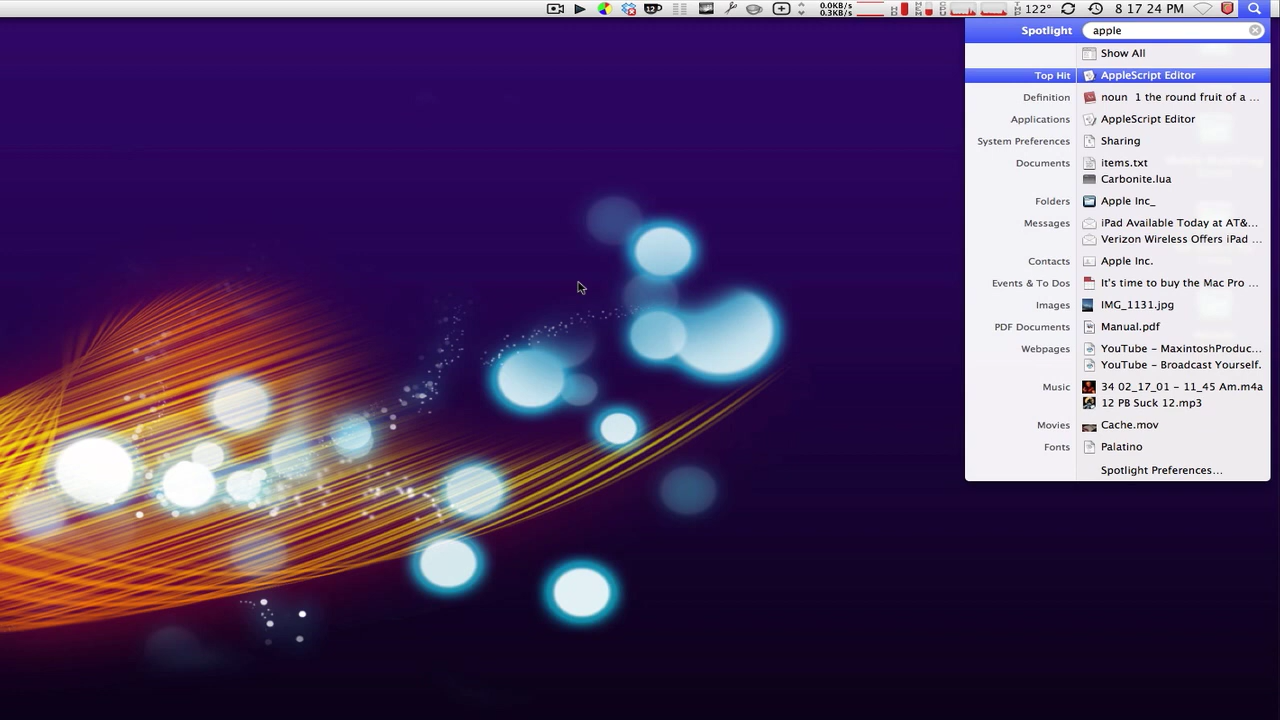 0.0KB/s
0.3KB/s
122°
8 17 24 PM
Spotlight apple
Show All
Top Hit AppleScript Editor
Definition noun 1 the round fruit of a ...
Applications AppleScript Editor
System Preferences Sharing
Documents items.txt
Carbonite.lua
Folders Apple Inc_
Messages iPad Available Today at AT&...
Verizon Wireless Offers iPad ...
Contacts Apple Inc.
Events & To Dos It's time to buy the Mac Pro ...
Images IMG_1131.jpg
PDF Documents Manual.pdf
Webpages YouTube - MaxintoshProduc...
YouTube - Broadcast Yourself.
Music 34 02_17_01 - 11_45 Am.m4a
12 PB Suck 12.mp3
Movies Cache.mov
Fonts Palatino
Spotlight Preferences...